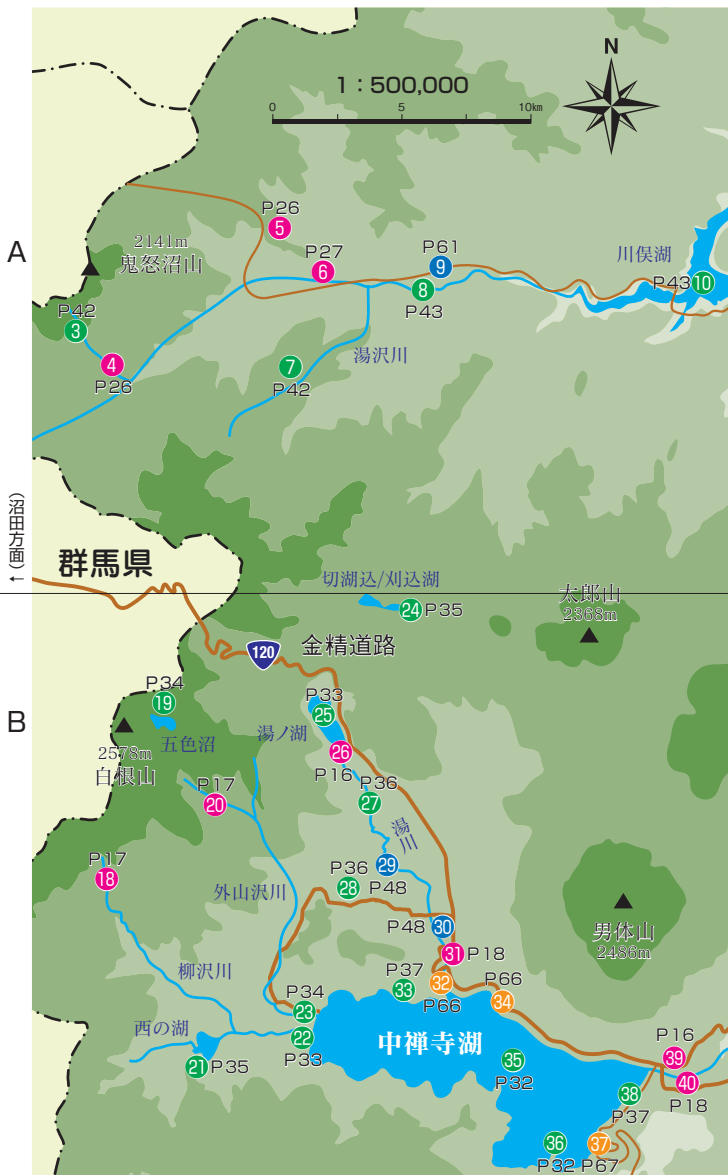 N
1：500,000
0 5 10km
A
P26
5
2141m
鬼怒沼山
P27
6
P61
9
川俣湖
P43 10
8
P43
P42
3
4
P26
7
P42
湯沢川
（沼田方面）←
群馬県
切湖込/刈込湖
24 P35
太郎山
2368m
120
金精道路
B
P34
19
五色沼
2578m
白根山
P33
25
湯ノ湖
26
P16
P17
20
P36
27
湯川
P17
18
P36
28
29
P48
外山沢川
P48 30
31 P18
男体山
2486m
柳沢川
P37
33
32
P66
P66
34
P34
23
西の湖
22
P33
21 P35
中禅寺湖
35
P32
P16
39
40
P18
38
P37
36
P32
37
P67